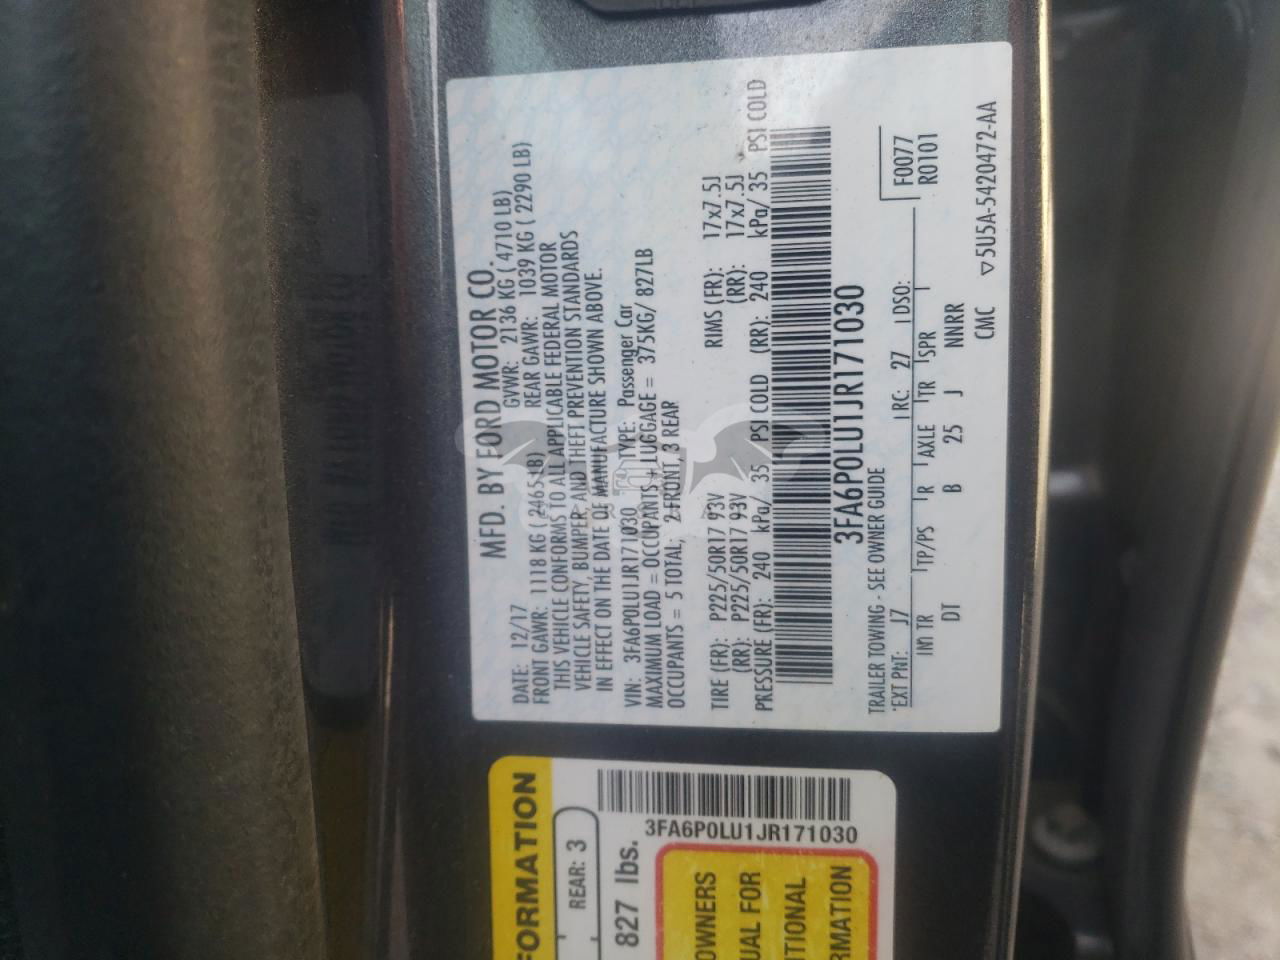 MFD. BY FORD MOTOR CO.
DATE: 12/17 GVWR: 2136 KG ( 4710 LB)
FRONT GAWR: 1118 KG ( 2465 LB) REAR GAWR: 1039 KG ( 2290 LB)
THIS VEHICLE CONFORMS TO ALL APPLICABLE FEDERAL MOTOR
VEHICLE SAFETY, BUMPER, AND THEFT PREVENTION STANDARDS
IN EFFECT ON THE DATE OF MANUFACTURE SHOWN ABOVE.
VIN: 3FA6P0LU1JR171030 TYPE: Passenger Car
MAXIMUM LOAD = OCCUPANTS + LUGGAGE = 375KG/ 827LB
OCCUPANTS = 5 TOTAL; 2 FRONT, 3 REAR
TIRE (FR): P225/50R17 93V RIMS (FR): 17x7.5J
(RR): P225/50R17 93V (RR): 17x7.5J
PRESSURE (FR): 240 kPa/ 35 PSI COLD (RR): 240 kPa/ 35 PSI COLD
3FA6P0LU1JR171030
TRAILER TOWING - SEE OWNER GUIDE F0077
EXT PNT: J7 RC: 27 DSO: R0101
INT TR TP/PS R AXLE TR SPR
DT B 25 J NNRR
CMC 5U5A-5420472-AA
FORMATION
REAR: 3
827 lbs.
3FA6P0LU1JR171030
OWNERS
UAL FOR
ITIONAL
RMATION